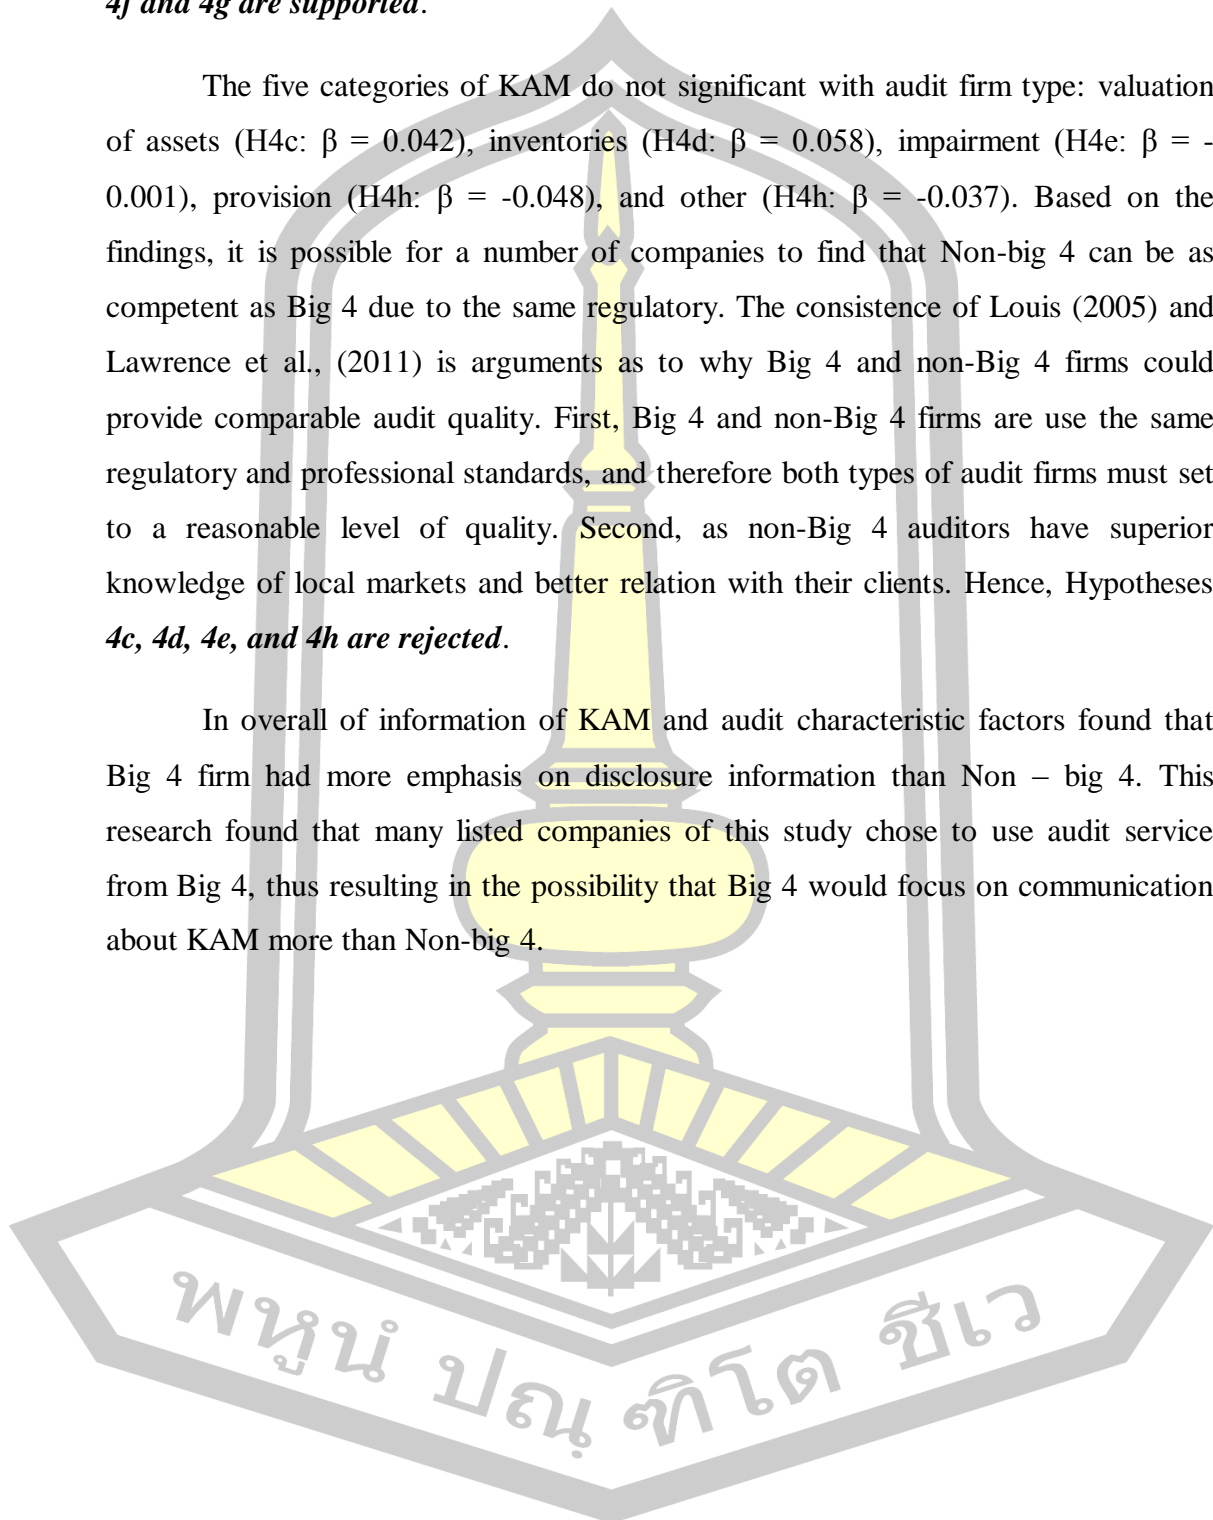 4f and 4g are supported.
The five categories of KAM do not significant with audit firm type: valuation
of assets (H4c: β = 0.042), inventories (H4d: β = 0.058), impairment (H4e: β = -
0.001), provision (H4h: β = -0.048), and other (H4h: β = -0.037). Based on the
findings, it is possible for a number of companies to find that Non-big 4 can be as
competent as Big 4 due to the same regulatory. The consistence of Louis (2005) and
Lawrence et al., (2011) is arguments as to why Big 4 and non-Big 4 firms could
provide comparable audit quality. First, Big 4 and non-Big 4 firms are use the same
regulatory and professional standards, and therefore both types of audit firms must set
to a reasonable level of quality. Second, as non-Big 4 auditors have superior
knowledge of local markets and better relation with their clients. Hence, Hypotheses
4c, 4d, 4e, and 4h are rejected.
In overall of information of KAM and audit characteristic factors found that
Big 4 firm had more emphasis on disclosure information than Non – big 4. This
research found that many listed companies of this study chose to use audit service
from Big 4, thus resulting in the possibility that Big 4 would focus on communication
about KAM more than Non-big 4.
พหูนํ ปณฺฑิโต ชีเว